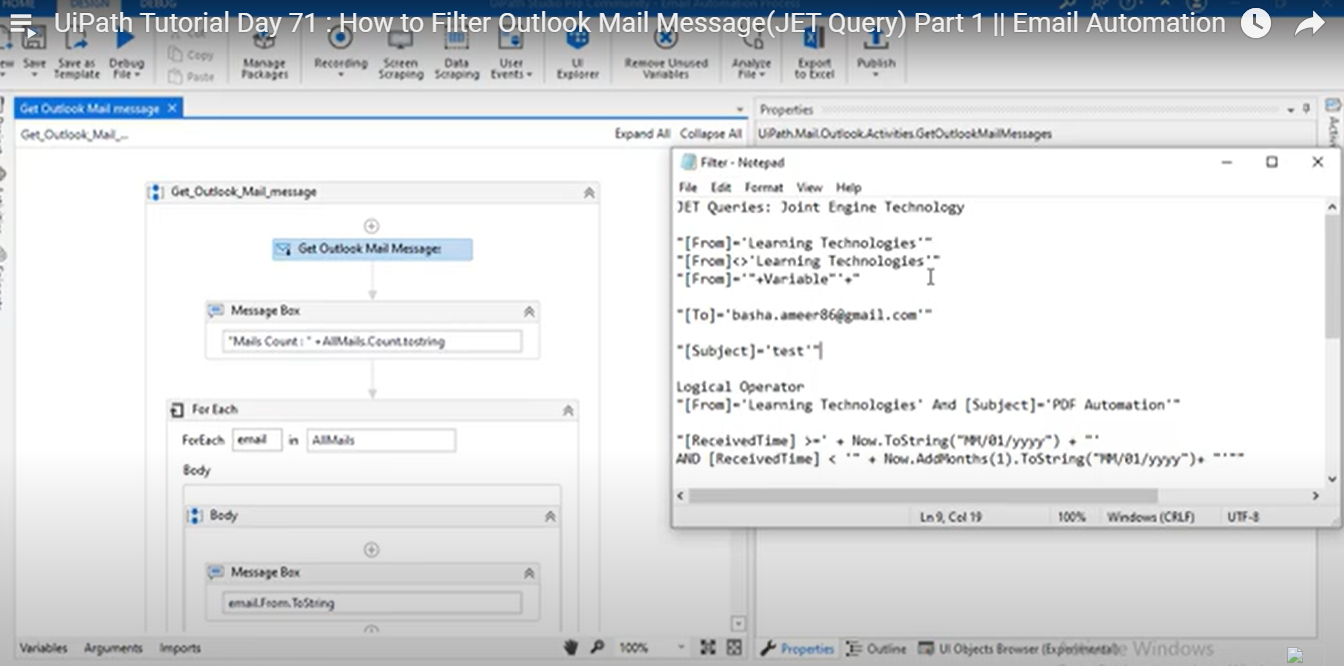 HOME DESIGN DEBUG
UiPath Tutorial Day 71 : How to Filter Outlook Mail Message(JET Query) Part 1 || Email Automation
Save
Save as Template
Debug File
Cut
Copy
Paste
Manage Packages
Recording
Screen Scraping
Data Scraping
User Events
UI Explorer
Remove Unused Variables
Analyze File
Export to Excel
Publish
Get Outlook Mail message
Properties
Get_Outlook_Mail_...
Expand All Collapse All
UiPath.Mail.Outlook.Activities.GetOutlookMailMessages
Get_Outlook_Mail_message
Get Outlook Mail Message:
Message Box
"Mails Count : " +AllMails.Count.tostring
For Each
ForEach email in AllMails
Body
Body
Message Box
email.From.ToString
Filter - Notepad
File Edit Format View Help
JET Queries: Joint Engine Technology
"[From]='Learning Technologies'"
"[From]<>'Learning Technologies'"
"[From]='"+Variable"'+"
"[To]='basha.ameer86@gmail.com'"
"[Subject]='test'"
Logical Operator
"[From]='Learning Technologies' And [Subject]='PDF Automation'"
"[ReceivedTime] >=' + Now.ToString("MM/01/yyyy") + "'
AND [ReceivedTime] < '" + Now.AddMonths(1).ToString("MM/01/yyyy")+ "'""
Ln 9, Col 19 100% Windows (CRLF) UTF-8
Variables Arguments Imports 100%
Properties Outline UI Objects Browser (Experimental)
Windows